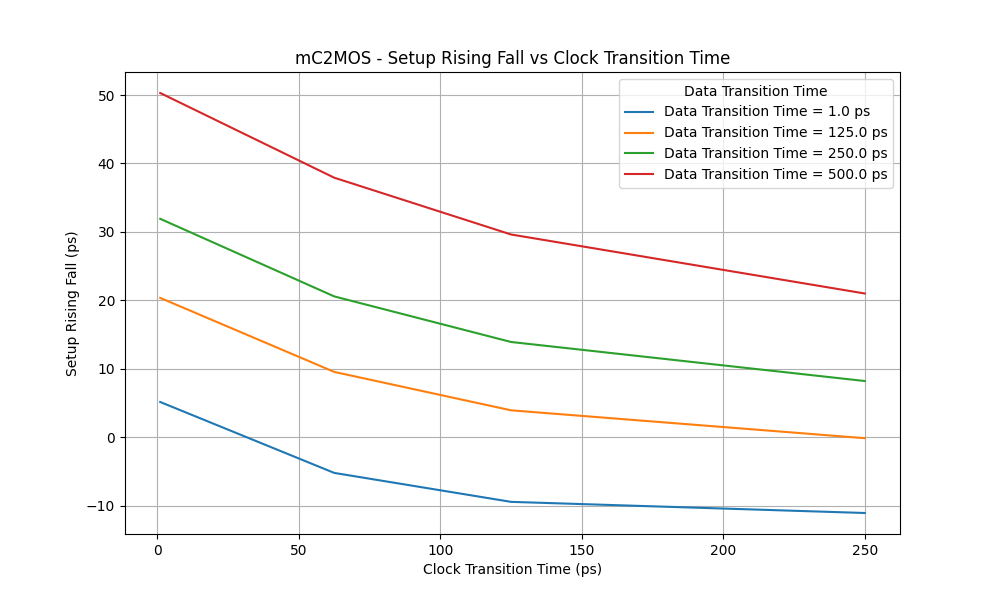 mC2MOS - Setup Rising Fall vs Clock Transition Time
Data Transition Time
Data Transition Time = 1.0 ps
Data Transition Time = 125.0 ps
Data Transition Time = 250.0 ps
Data Transition Time = 500.0 ps
Setup Rising Fall (ps)
50
40
30
20
10
0
−10
0 50 100 150 200 250
Clock Transition Time (ps)